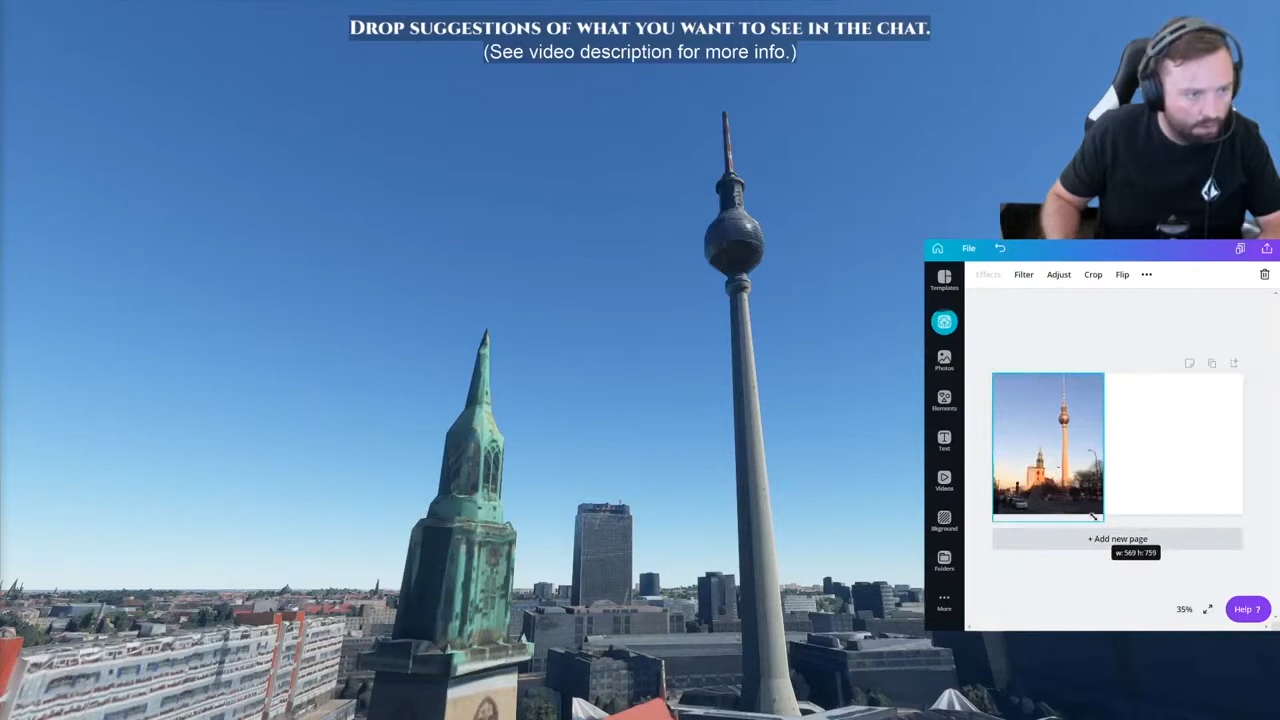 Drop suggestions of what you want to see in the chat.
(See video description for more info.)
File
Effects Filter Adjust Crop Flip
Templates
Photos
Elements
Text
Videos
Bkground
Folders
More
+ Add new page
w: 569 h: 759
35%
Help ?